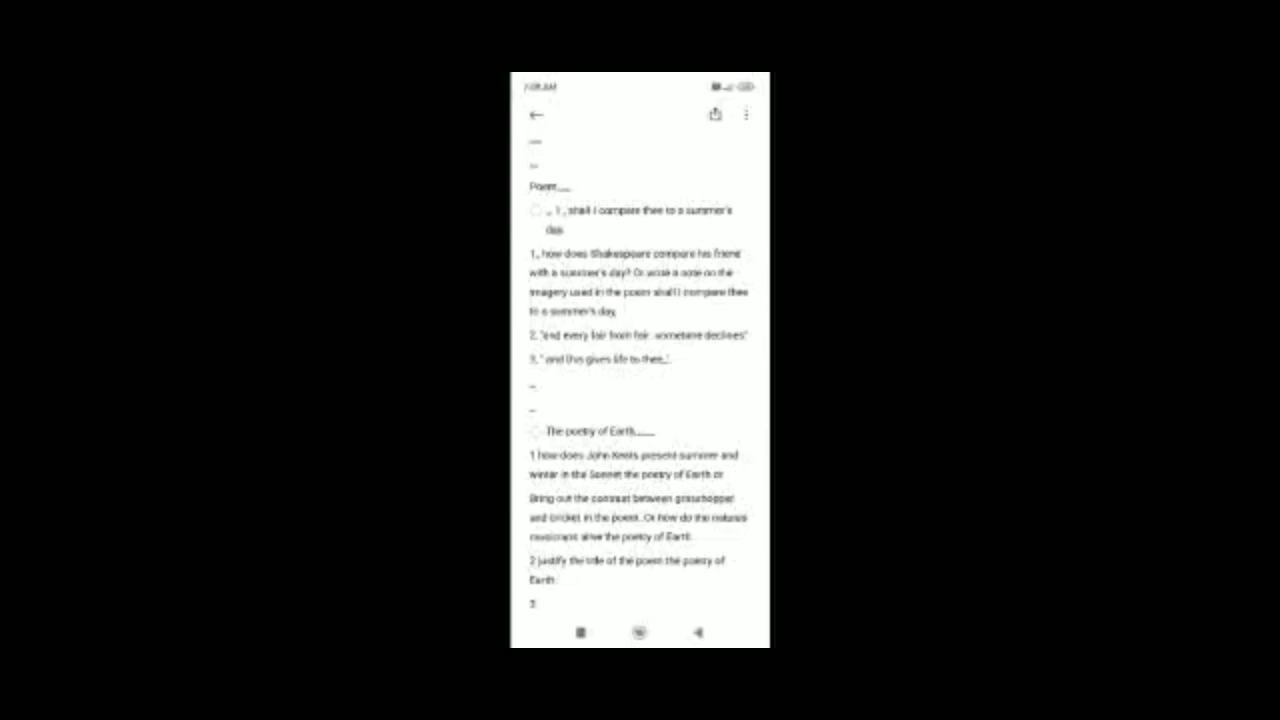 Poem__
_ 1, shall I compare thee to a summer's
day
1, how does Shakespeare compare his friend
with a summer's day? Or write a note on the
imagery used in the poem shall I compare thee
to a summer's day,
2. "and every fair from fair sometime declines"
3, " and this gives life to thee,".
The poetry of Earth____
1 how does John Keats present summer and
winter in the Sonnet the poetry of Earth or
Bring out the contrast between grasshopper
and cricket in the poem. Or how do the natures
musicians alive the poetry of Earth
2 justify the title of the poem the poetry of
Earth
3